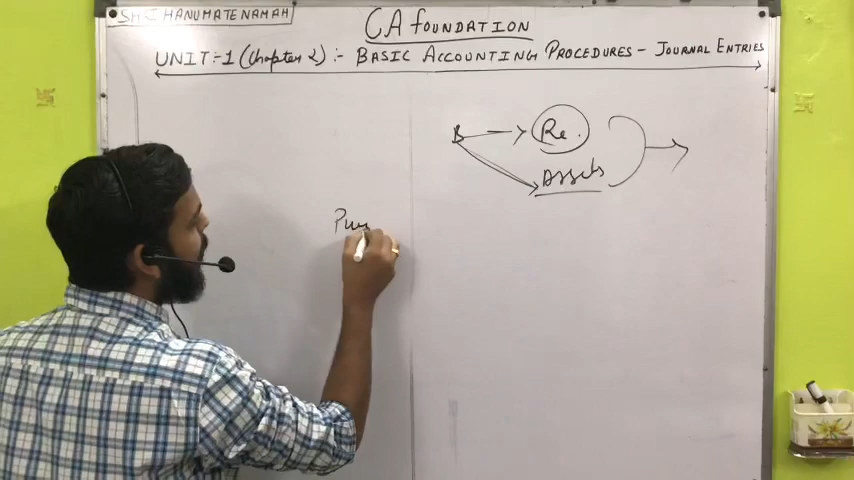 SHRI HANUMATE NAMAH
CA FOUNDATION
UNIT:-1 (Chapter 2) :- BASIC ACCOUNTING PROCEDURES - JOURNAL ENTRIES
B → Re.
Assets
Pur